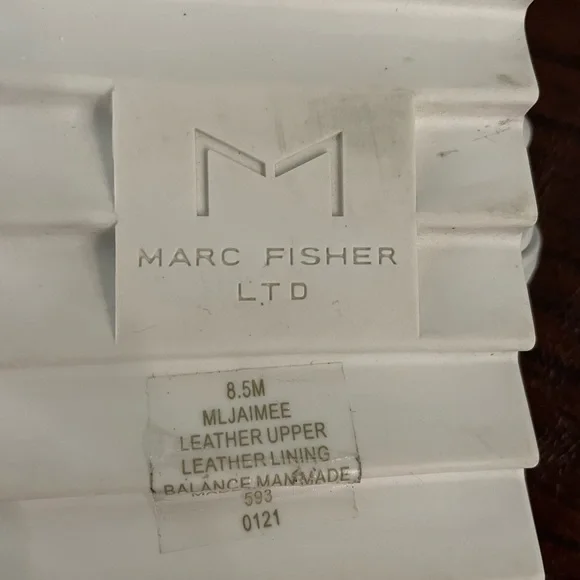 MARC FISHER
LTD
8.5M
MLJAIMEE
LEATHER UPPER
LEATHER LINING
BALANCE MANMADE
593
0121